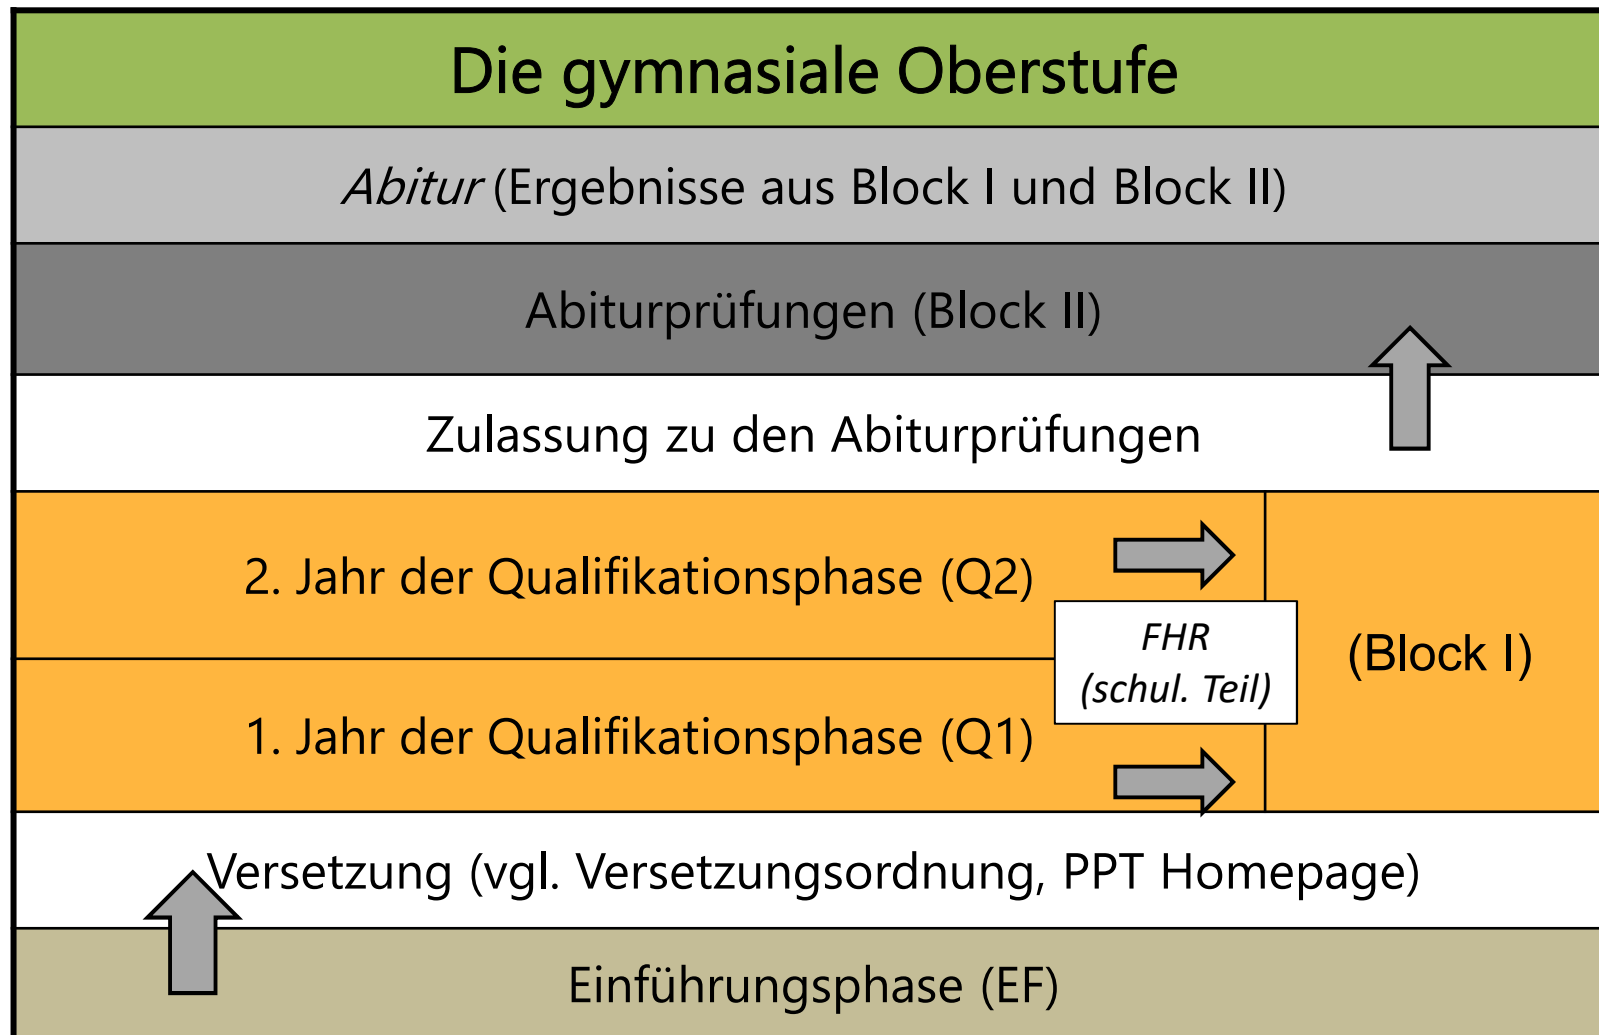 Die gymnasiale Oberstufe
Abitur (Ergebnisse aus Block I und Block II)
Abiturprüfungen (Block II)
Zulassung zu den Abiturprüfungen
2. Jahr der Qualifikationsphase (Q2)
FHR
(schul. Teil)
(Block I)
1. Jahr der Qualifikationsphase (Q1)
Versetzung (vgl. Versetzungsordnung, PPT Homepage)
Einführungsphase (EF)